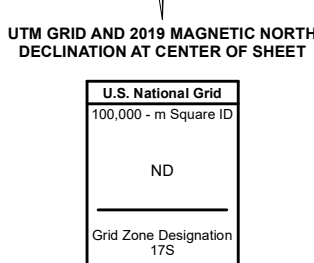 UTM GRID AND 2019 MAGNETIC NORTH
DECLINATION AT CENTER OF SHEET
U.S. National Grid
100,000 - m Square ID
ND
Grid Zone Designation
17S